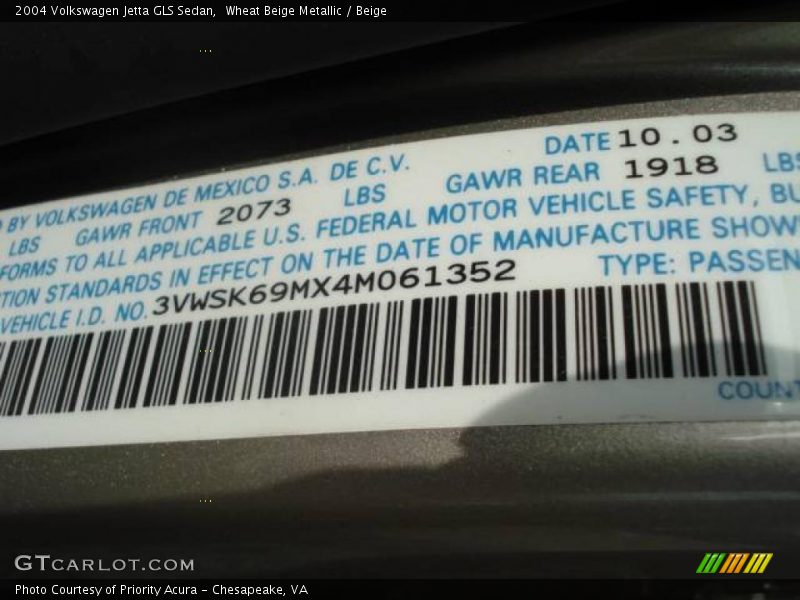 2004 Volkswagen Jetta GLS Sedan, Wheat Beige Metallic / Beige
DATE 10.03
BY VOLKSWAGEN DE MEXICO S.A. DE C.V.
LBS GAWR FRONT 2073 LBS GAWR REAR 1918 LBS
FORMS TO ALL APPLICABLE U.S. FEDERAL MOTOR VEHICLE SAFETY, BU
TION STANDARDS IN EFFECT ON THE DATE OF MANUFACTURE SHOW
VEHICLE I.D. NO. 3VWSK69MX4M061352 TYPE: PASSEN
COUNT
GTCARLOT.COM
Photo Courtesy of Priority Acura - Chesapeake, VA